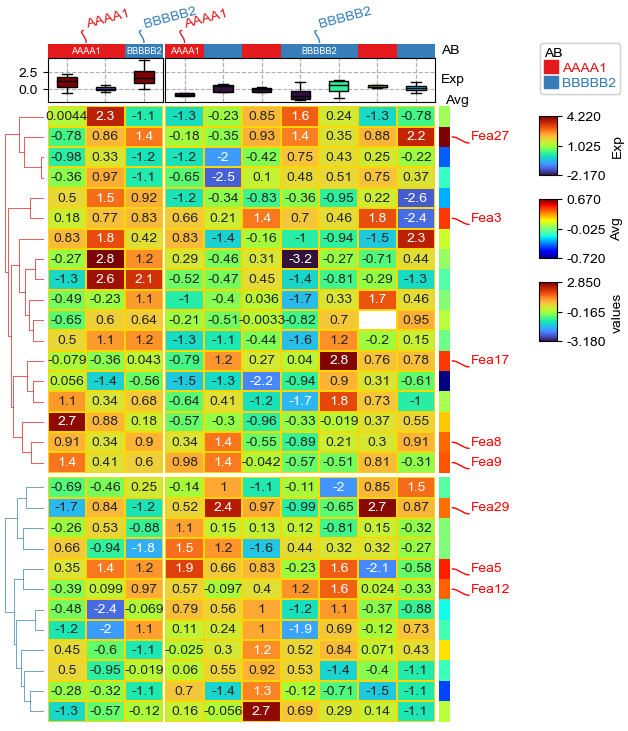 AAAA1 BBBBB2 AAAA1 BBBBB2
AAAA1 BBBBB2 AAAA1 BBBBB2 AB
2.5
0.0
Exp
Avg
0.0044 2.3 -1.1 -1.3 -0.23 0.85 1.6 0.24 -1.3 -0.78
-0.78 0.86 1.4 -0.18 -0.35 0.93 1.4 0.35 0.88 2.2 Fea27
-0.98 0.33 -1.2 -1.2 -2 -0.42 0.75 0.43 0.25 -0.22
-0.36 0.97 -1.1 -0.65 -2.5 0.1 0.48 0.51 0.75 0.37
0.5 1.5 0.92 -1.2 -0.34 -0.83 -0.36 -0.95 0.22 -2.6
0.18 0.77 0.83 0.66 0.21 1.4 0.7 0.46 1.8 -2.4 Fea3
0.83 1.8 0.42 0.83 -1.4 -0.16 -1 -0.94 -1.5 2.3
-0.27 2.8 1.2 0.29 -0.46 0.31 -3.2 -0.27 -0.71 0.44
-1.3 2.6 2.1 -0.52 -0.47 0.45 -1.4 -0.81 -0.29 -1.3
-0.49 -0.23 1.1 -1 -0.4 0.036 -1.7 0.33 1.7 0.46
-0.65 0.6 0.64 -0.21 -0.51 -0.0033 -0.82 0.7 0.95
0.5 1.1 1.2 -1.3 -1.1 -0.44 -1.6 1.2 -0.2 0.15
-0.079 -0.36 0.043 -0.79 1.2 0.27 0.04 2.8 0.76 0.78 Fea17
0.056 -1.4 -0.56 -1.5 -1.3 -2.2 -0.94 0.9 0.31 -0.61
1.1 0.34 0.68 -0.64 0.41 -1.2 -1.7 1.8 0.73 -1
2.7 0.88 0.18 -0.57 -0.3 -0.96 -0.33 -0.019 0.37 0.55
0.91 0.34 0.9 0.34 1.4 -0.55 -0.89 0.21 0.3 0.91 Fea8
1.4 0.41 0.6 0.98 1.4 -0.042 -0.57 -0.51 0.81 -0.31 Fea9
-0.69 -0.46 0.25 -0.14 1 -1.1 -0.11 -2 0.85 1.5
-1.7 0.84 -1.2 0.52 2.4 0.97 -0.99 -0.65 2.7 0.87 Fea29
-0.26 0.53 -0.88 1.1 0.15 0.13 0.12 -0.81 0.15 -0.32
0.66 -0.94 -1.8 1.5 1.2 -1.6 0.44 0.32 0.32 -0.27
0.35 1.4 1.2 1.9 0.66 0.83 -0.23 1.6 -2.1 -0.58 Fea5
-0.39 0.099 0.97 0.57 -0.097 0.4 1.2 1.6 0.024 -0.33 Fea12
-0.48 -2.4 -0.069 0.79 0.56 1 -1.2 1.1 -0.37 -0.88
-1.2 -2 1.1 0.11 0.24 1 -1.9 0.69 -0.12 0.73
0.45 -0.6 -1.1 -0.025 0.3 1.2 0.52 0.84 0.071 0.43
0.5 -0.95 -0.019 0.06 0.55 0.92 0.53 -1.4 -0.4 -1.1
-0.28 -0.32 -1.1 0.7 -1.4 1.3 -0.12 -0.71 -1.5 -1.1
-1.3 -0.57 -0.12 0.16 -0.056 2.7 0.69 0.29 0.14 -1.1
AB
AAAA1
BBBBB2
4.220
1.025
-2.170
Exp
0.670
-0.025
-0.720
Avg
2.850
-0.165
-3.180
values